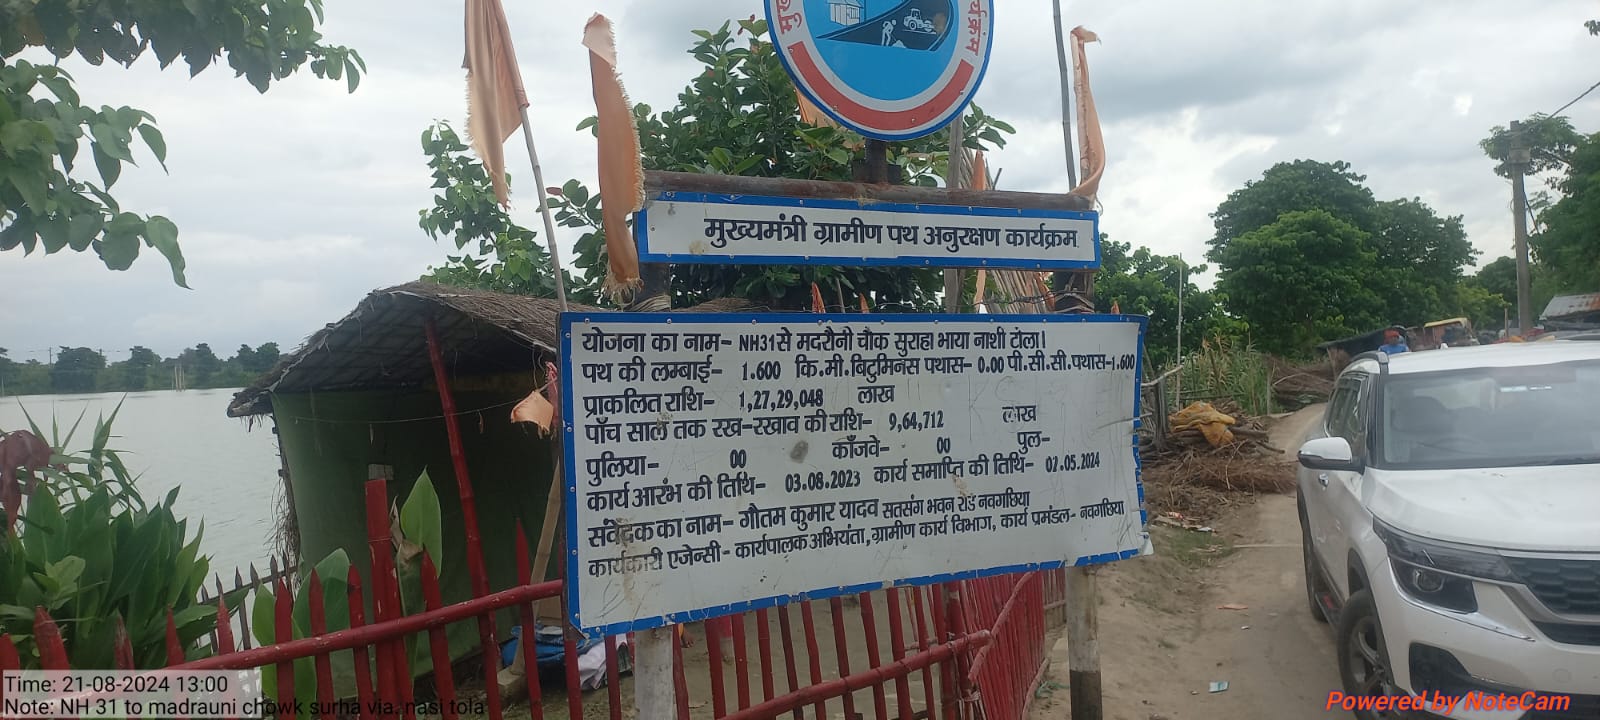 मुख्यमंत्री ग्रामीण पथ अनुरक्षण कार्यक्रम
योजना का नाम- NH31 से मदरौनी चौक सुराहा भाया नाशी टोला।
पथ की लम्बाई- 1.600 कि.मी. बिटुमिनस पथास- 0.00 पी.सी.सी.पथास-1.600
प्राकलित राशि- 1,27,29,048 लाख
पाँच साल तक रख-रखाव की राशि- 9,64,712 लाख
पुलिया- 00 काँजवे- 00 पुल-
कार्य आरंभ की तिथि- 03.08.2023 कार्य समाप्ति की तिथि- 02.05.2024
संवेदक का नाम- गौतम कुमार यादव सतसंग भवन रोड नवगछिया
कार्यकारी एजेन्सी- कार्यपालक अभियंता, ग्रामीण कार्य विभाग, कार्य प्रमंडल- नवगछिया
Time: 21-08-2024 13:00
Note: NH 31 to madrauni chowk surha via. nasi tola
Powered by NoteCam